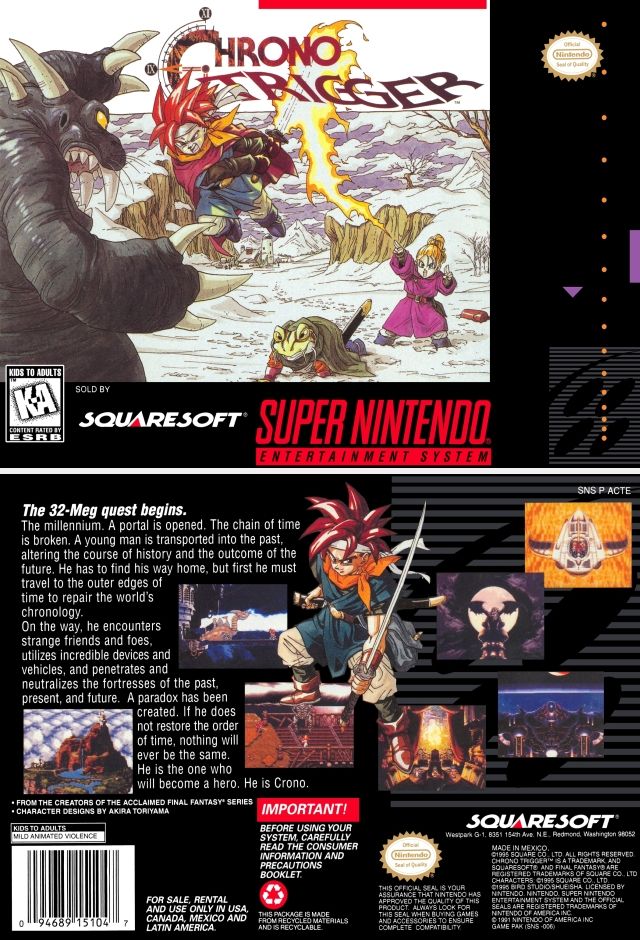 XII
IX
CHRONO
TRIGGER™
Official
Nintendo
Seal of Quality
KIDS TO ADULTS
K-A
CONTENT RATED BY
ESRB
SOLD BY
SQUARESOFT®
SUPER NINTENDO®
ENTERTAINMENT SYSTEM
SNS P ACTE
The 32-Meg quest begins.
The millennium. A portal is opened. The chain of time
is broken. A young man is transported into the past,
altering the course of history and the outcome of the
future. He has to find his way home, but first he must
travel to the outer edges of
time to repair the world's
chronology.
On the way, he encounters
strange friends and foes,
utilizes incredible devices and
vehicles, and penetrates and
neutralizes the fortresses of the past,
present, and future. A paradox has been
created. If he does
not restore the order
of time, nothing will
ever be the same.
He is the one who
will become a hero. He is Crono.
• FROM THE CREATORS OF THE ACCLAIMED FINAL FANTASY® SERIES
• CHARACTER DESIGNS BY AKIRA TORIYAMA
KIDS TO ADULTS
MILD ANIMATED VIOLENCE
0 94689 15104 7
FOR SALE, RENTAL
AND USE ONLY IN USA,
CANADA, MEXICO AND
LATIN AMERICA.
IMPORTANT!
BEFORE USING YOUR
SYSTEM, CAREFULLY
READ THE CONSUMER
INFORMATION AND
PRECAUTIONS
BOOKLET.
THIS PACKAGE IS MADE
FROM RECYCLED MATERIALS
AND IS RECYCLABLE.
Official
Nintendo
Seal of Quality
THIS OFFICIAL SEAL IS YOUR
ASSURANCE THAT NINTENDO HAS
APPROVED THE QUALITY OF THIS
PRODUCT. ALWAYS LOOK FOR
THIS SEAL WHEN BUYING GAMES
AND ACCESSORIES TO ENSURE
COMPLETE COMPATIBILITY
SQUARESOFT®
Westpark G-1, 8351 154th Ave. N.E., Redmond, Washington 98052
MADE IN MEXICO.
©1995 SQUARE CO., LTD. ALL RIGHTS RESERVED.
CHRONO TRIGGER™ IS A TRADEMARK, AND
SQUARESOFT® AND FINAL FANTASY® ARE
REGISTERED TRADEMARKS OF SQUARE CO., LTD
CHARACTERS ©1995 SQUARE CO., LTD.
©1995 BIRD STUDIO/SHUEISHA. LICENSED BY
NINTENDO. NINTENDO, SUPER NINTENDO
ENTERTAINMENT SYSTEM AND THE OFFICIAL
SEALS ARE REGISTERED TRADEMARKS OF
NINTENDO OF AMERICA INC.
© 1991 NINTENDO OF AMERICA INC
GAME PAK (SNS -006)